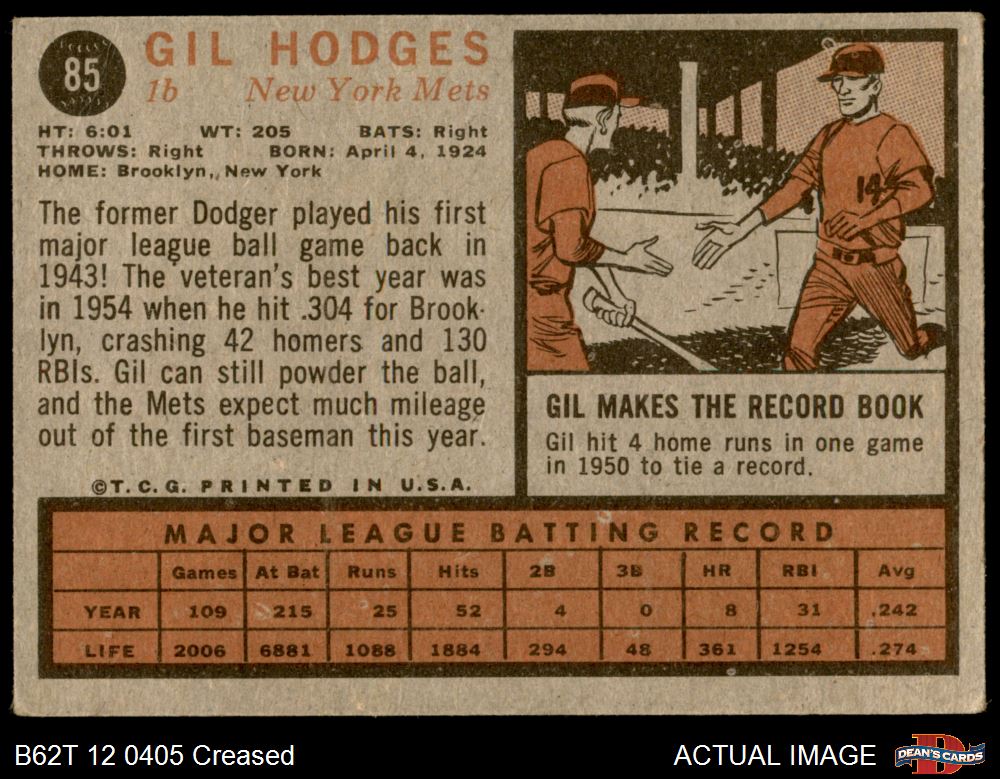 85
GIL HODGES
1b New York Mets
HT: 6:01 WT: 205 BATS: Right
THROWS: Right BORN: April 4, 1924
HOME: Brooklyn, New York
The former Dodger played his first
major league ball game back in
1943! The veteran's best year was
in 1954 when he hit .304 for Brook-
lyn, crashing 42 homers and 130
RBIs. Gil can still powder the ball,
and the Mets expect much mileage
out of the first baseman this year.
©T.C.G. PRINTED IN U.S.A.
14
GIL MAKES THE RECORD BOOK
Gil hit 4 home runs in one game
in 1950 to tie a record.
MAJOR LEAGUE BATTING RECORD
Games At Bat Runs Hits 2B 3B HR RBI Avg
YEAR 109 215 25 52 4 0 8 31 .242
LIFE 2006 6881 1088 1884 294 48 361 1254 .274
B62T 12 0405 Creased
ACTUAL IMAGE
DEAN'S CARDS